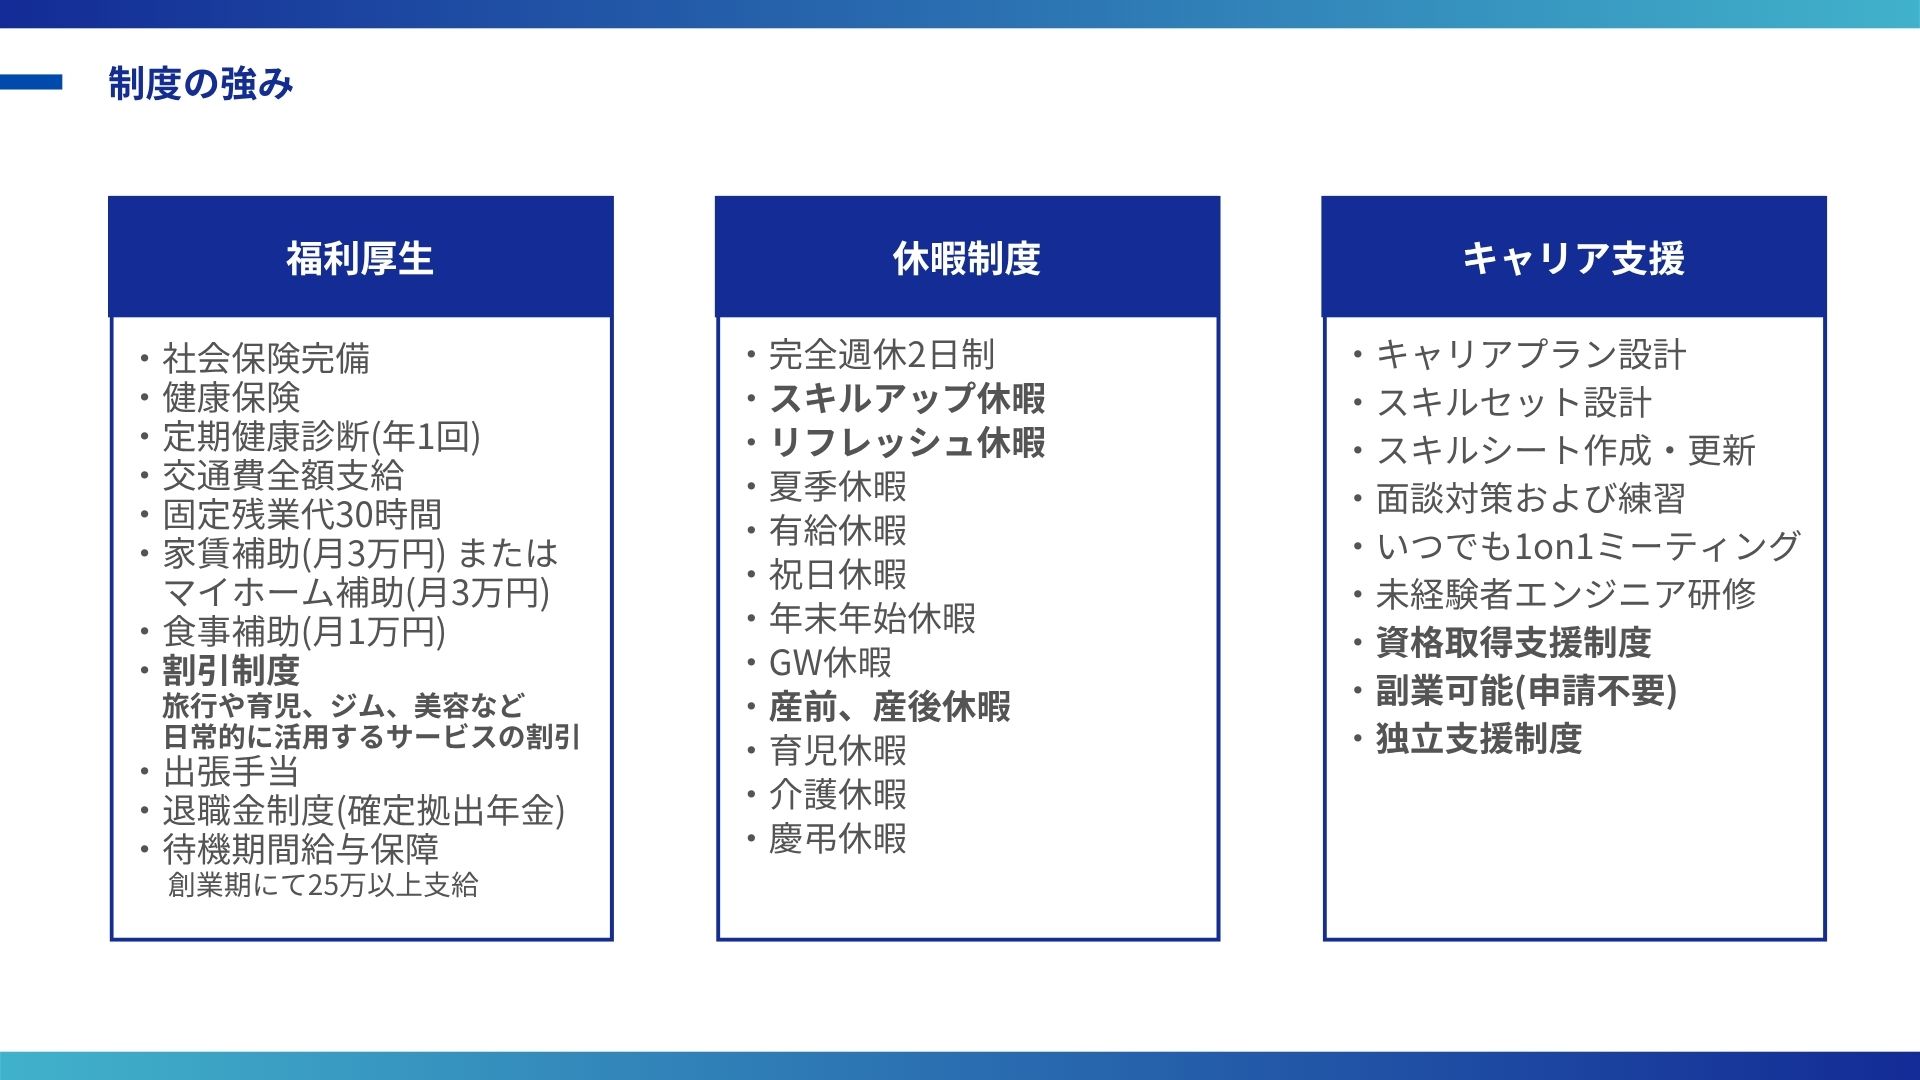 制度の強み
福利厚生
・社会保険完備
・健康保険
・定期健康診断(年1回)
・交通費全額支給
・固定残業代30時間
・家賃補助(月3万円) または
マイホーム補助(月3万円)
・食事補助(月1万円)
・割引制度
旅行や育児、ジム、美容など
日常的に活用するサービスの割引
・出張手当
・退職金制度(確定拠出年金)
・待機期間給与保障
創業期にて25万以上支給
休暇制度
・完全週休2日制
・スキルアップ休暇
・リフレッシュ休暇
・夏季休暇
・有給休暇
・祝日休暇
・年末年始休暇
・GW休暇
・産前、産後休暇
・育児休暇
・介護休暇
・慶弔休暇
キャリア支援
・キャリアプラン設計
・スキルセット設計
・スキルシート作成・更新
・面談対策および練習
・いつでも1on1ミーティング
・未経験者エンジニア研修
・資格取得支援制度
・副業可能(申請不要)
・独立支援制度